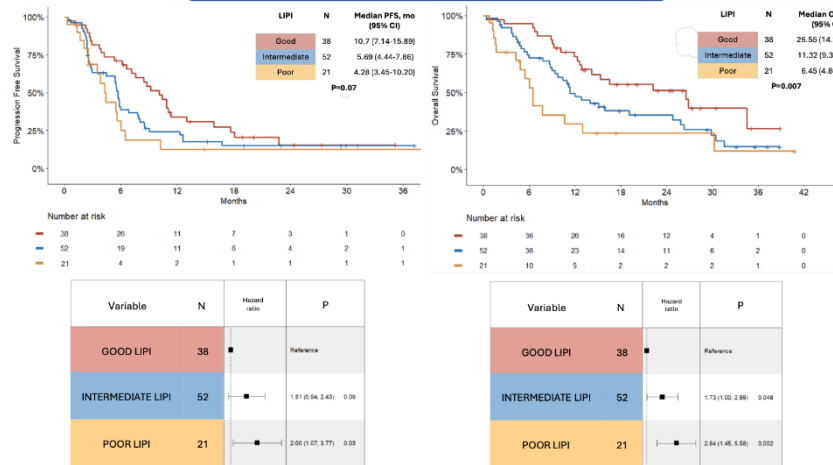 LIPI N Median PFS, mo
(95% CI)
Good 38 10.7 (7.14-15.89)
Intermediate 52 5.69 (4.44-7.86)
Poor 21 4.28 (3.45-10.20)
P=0.07
Progression Free Survival
100%
75%
50%
25%
0%
0 6 12 18 24 30 36
Months
Number at risk
38 26 11 7 3 1 0
52 19 11 6 4 2 1
21 4 2 1 1 1 1
LIPI N Median O
(95% C
Good 38 26.55 (14.
Intermediate 52 11.32 (9.3
Poor 21 6.45 (4.8
P=0.007
Overall Survival
100%
75%
50%
25%
0%
0 6 12 18 24 30 36 42
Months
Number at risk
38 36 26 16 12 4 1 0
52 36 23 14 11 6 2 0
21 10 5 2 2 2 1 0
Variable N Hazard ratio P
GOOD LIPI 38 Reference
INTERMEDIATE LIPI 52 1.51 (0.94, 2.43) 0.09
POOR LIPI 21 2.00 (1.07, 3.77) 0.03
Variable N Hazard ratio P
GOOD LIPI 38 Reference
INTERMEDIATE LIPI 52 1.73 (1.00, 2.99) 0.048
POOR LIPI 21 2.84 (1.45, 5.58) 0.002